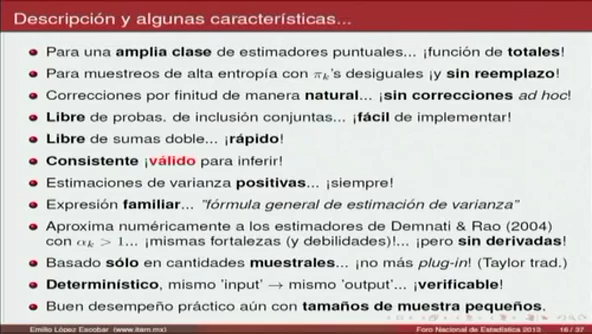 Descripción y algunas características...
Para una amplia clase de estimadores puntuales... ¡función de totales!
Para muestreos de alta entropía con πk's desiguales ¡y sin reemplazo!
Correcciones por finitud de manera natural... ¡sin correcciones ad hoc!
Libre de probas. de inclusión conjuntas... ¡fácil de implementar!
Libre de sumas doble... ¡rápido!
Consistente ¡válido para inferir!
Estimaciones de varianza positivas... ¡siempre!
Expresión familiar... "fórmula general de estimación de varianza"
Aproxima numéricamente a los estimadores de Demnati & Rao (2004)
con αk > 1... ¡mismas fortalezas (y debilidades)!... ¡pero sin derivadas!
Basado sólo en cantidades muestrales... ¡no más plug-in! (Taylor trad.)
Determinístico, mismo 'input' → mismo 'output'... ¡verificable!
Buen desempeño práctico aún con tamaños de muestra pequeños.
Emilio López Escobar (www.itam.mx) Foro Nacional de Estadística 2013 16 / 37